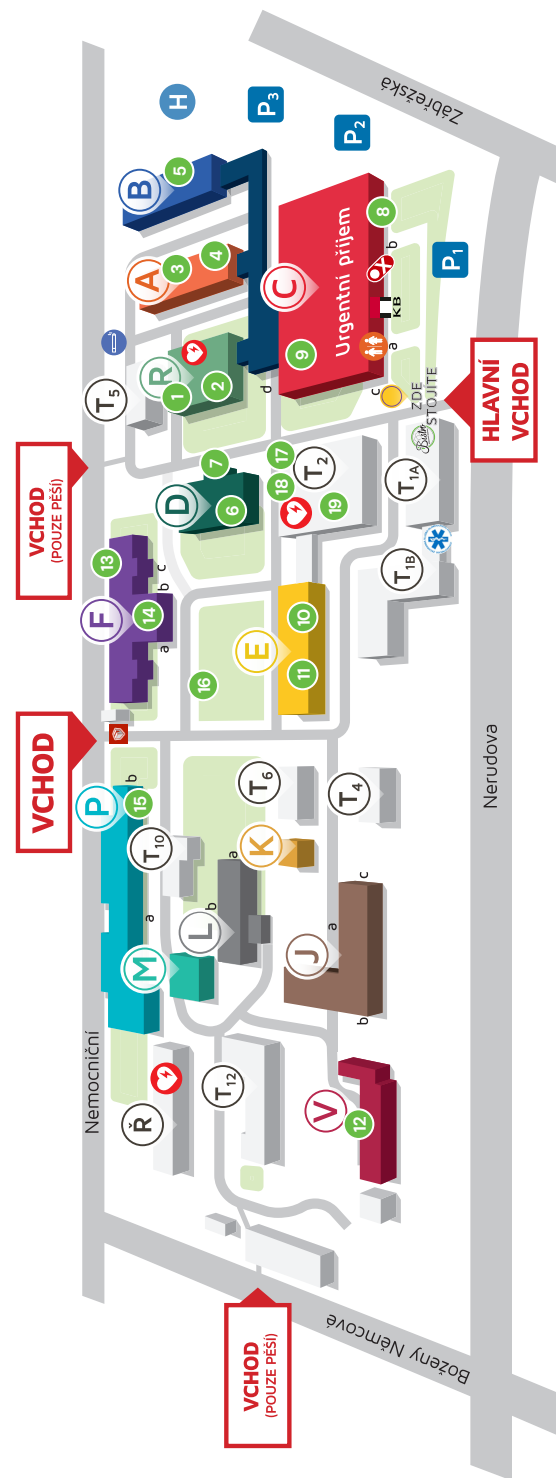 Zábřežská
H
P3
P2
P1
B
5
A
3
4
C
Urgentní příjem
8
9
b
a
c
d
KB
R
1
2
T5
ZDE
STOJÍTE
HLAVNÍ
VCHOD
VCHOD
(POUZE PĚŠÍ)
D
7
6
T2
17
18
19
T1A
T1B
F
13
14
a
b
c
E
10
11
16
VCHOD
Nerudova
P
15
a
b
T10
T6
T4
K
L
a
b
M
J
a
b
c
Nemocniční
Ř
T12
V
12
VCHOD
(POUZE PĚŠÍ)
Boženy Němcové